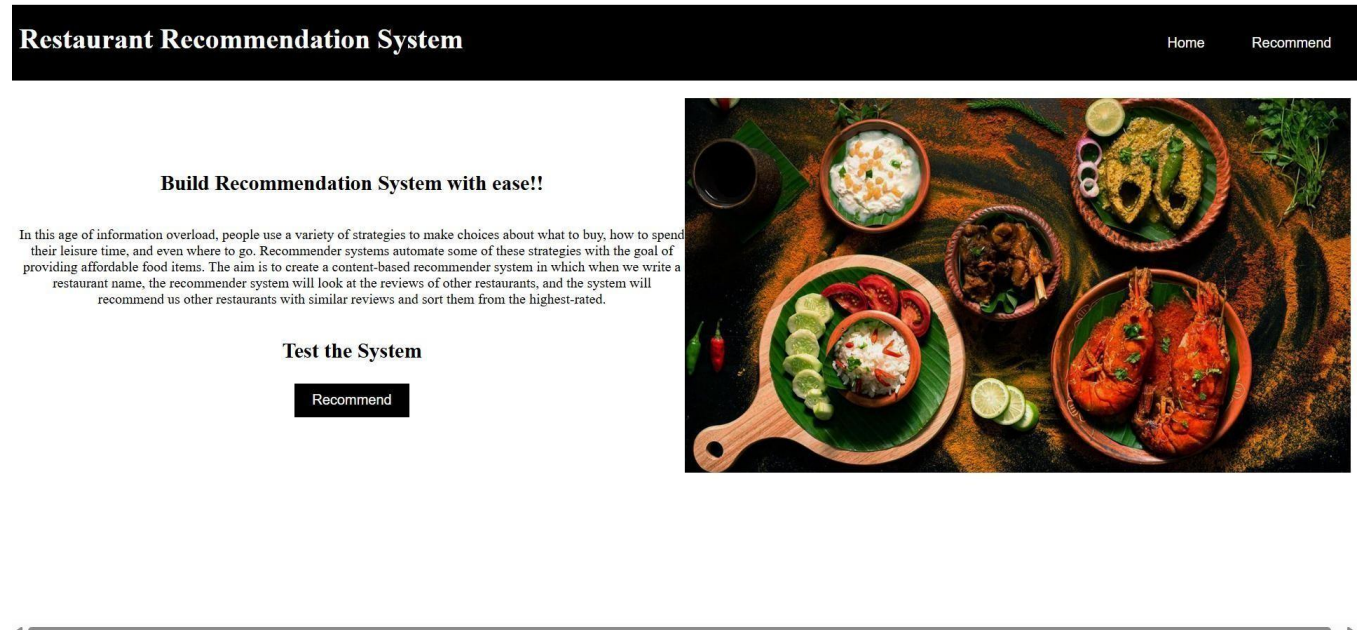 Restaurant Recommendation System
Home
Recommend
Build Recommendation System with ease!!
In this age of information overload, people use a variety of strategies to make choices about what to buy, how to spend
their leisure time, and even where to go. Recommender systems automate some of these strategies with the goal of
providing affordable food items. The aim is to create a content-based recommender system in which when we write a
restaurant name, the recommender system will look at the reviews of other restaurants, and the system will
recommend us other restaurants with similar reviews and sort them from the highest-rated.
Test the System
Recommend